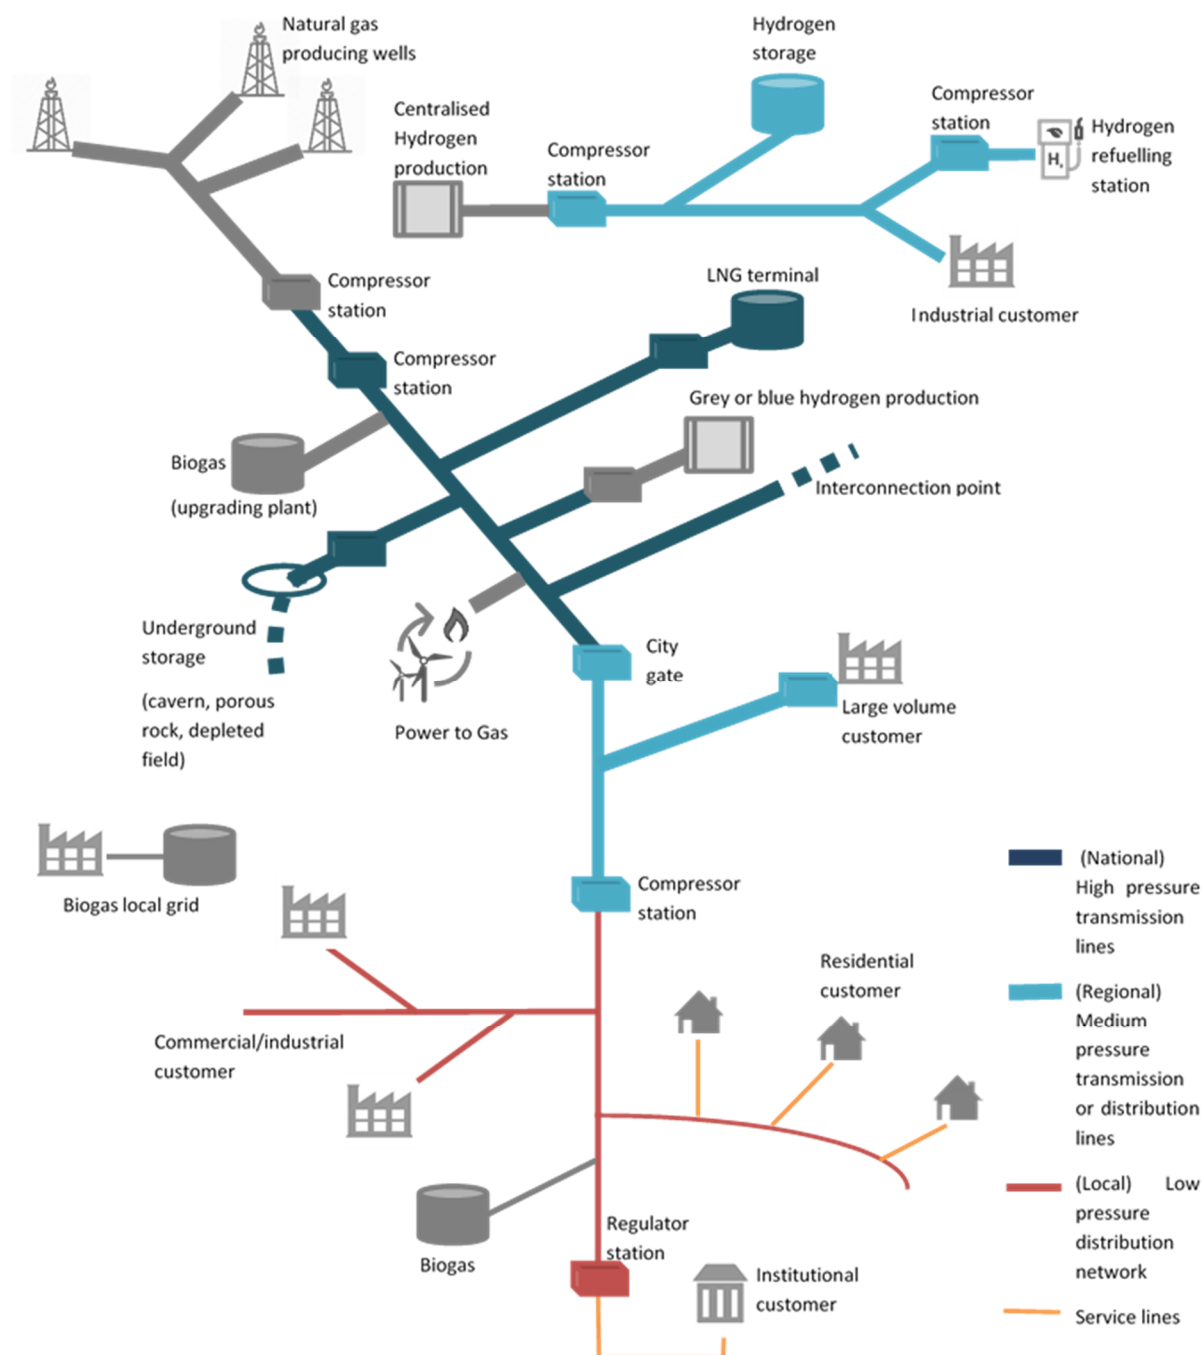 Natural gas
producing wells
Hydrogen
storage
Centralised
Hydrogen
production
Compressor
station
Compressor
station
H₂
Hydrogen
refuelling
station
Industrial customer
Compressor
station
LNG terminal
Compressor
station
Grey or blue hydrogen production
Biogas
(upgrading plant)
Interconnection point
Underground
storage
(cavern, porous
rock, depleted
field)
Power to Gas
City
gate
Large volume
customer
Biogas local grid
Compressor
station
Commercial/industrial
customer
Residential
customer
Biogas
Regulator
station
Institutional
customer
(National)
High pressure
transmission
lines
(Regional)
Medium
pressure
transmission
or distribution
lines
(Local) Low
pressure
distribution
network
Service lines